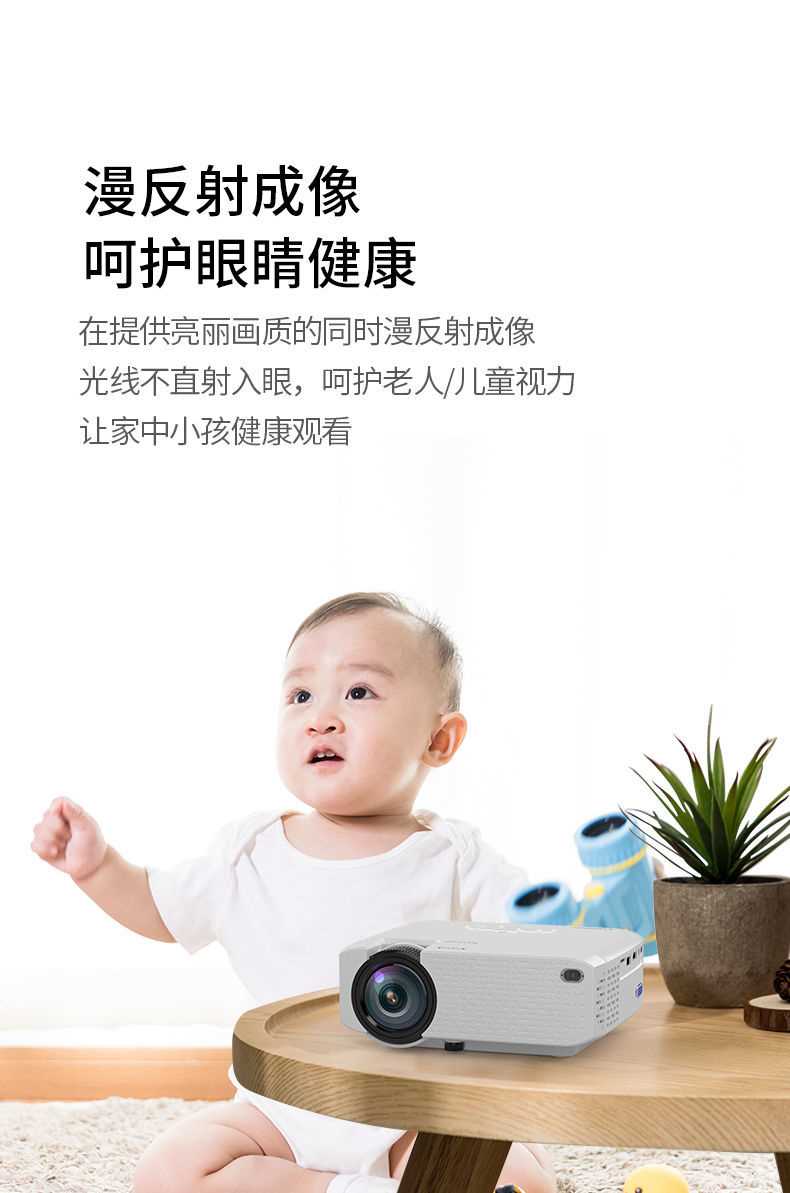 漫反射成像
呵护眼睛健康
在提供亮丽画质的同时漫反射成像
光线不直射入眼，呵护老人/儿童视力
让家中小孩健康观看